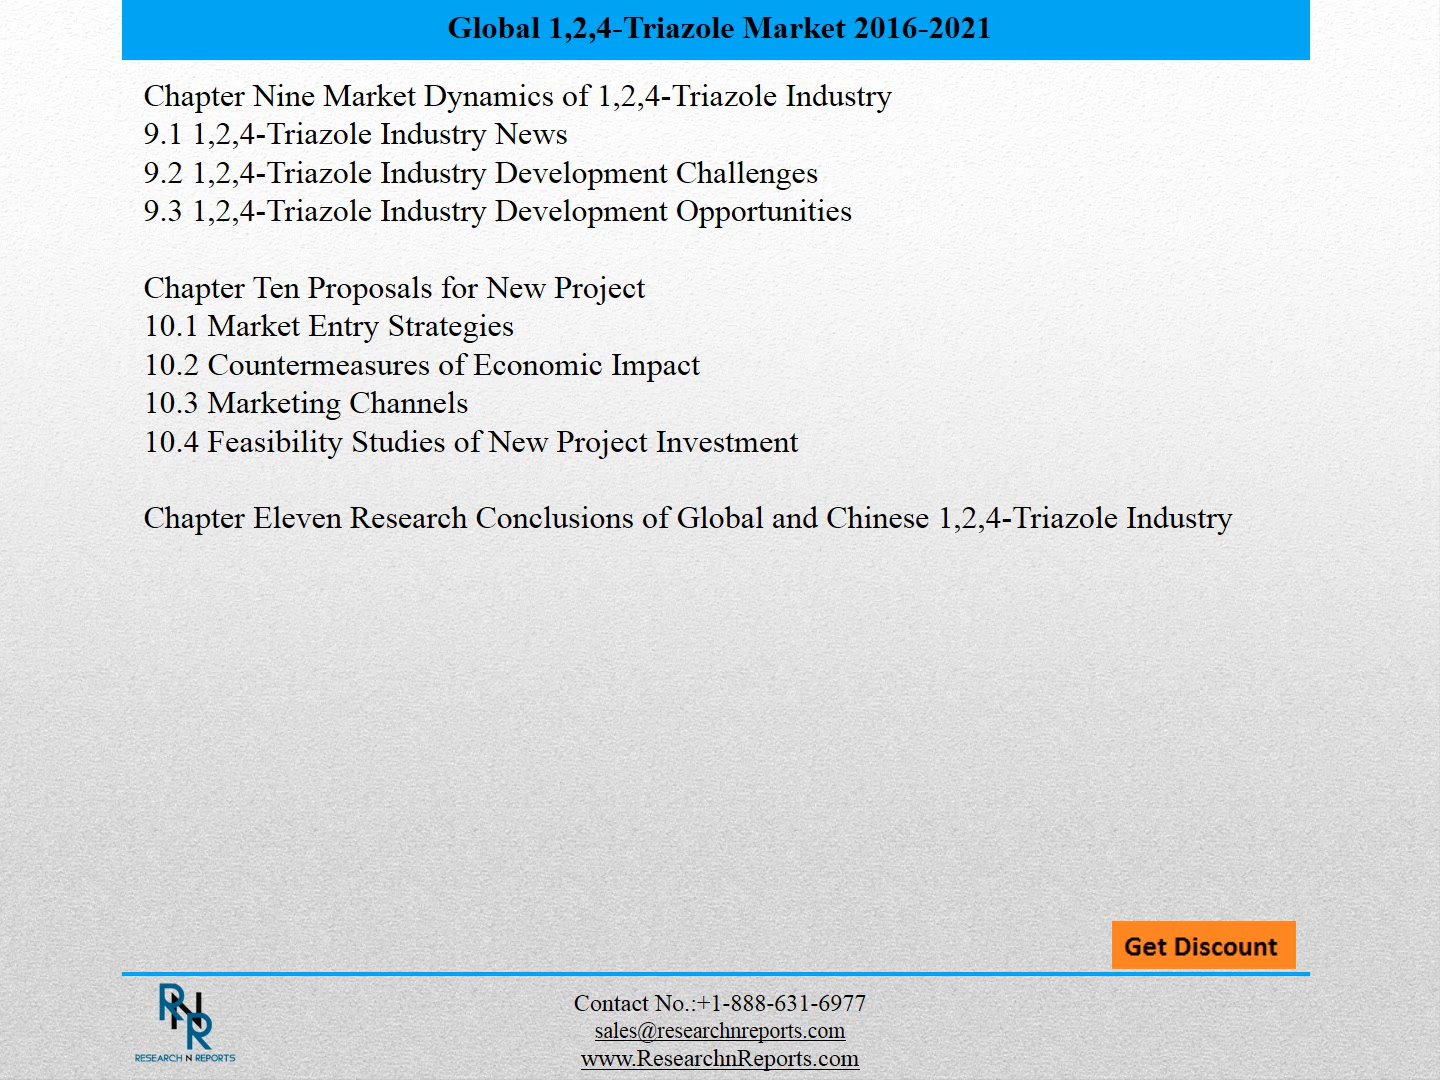 Global 1,2,4-Triazole Market 2016-2021
Chapter Nine Market Dynamics of 1,2,4-Triazole Industry
9.1 1,2,4-Triazole Industry News
9.2 1,2,4-Triazole Industry Development Challenges
9.3 1,2,4-Triazole Industry Development Opportunities
Chapter Ten Proposals for New Project
10.1 Market Entry Strategies
10.2 Countermeasures of Economic Impact
10.3 Marketing Channels
10.4 Feasibility Studies of New Project Investment
Chapter Eleven Research Conclusions of Global and Chinese 1,2,4-Triazole Industry
Get Discount
RNR
RESEARCH N REPORTS
Contact No.:+1-888-631-6977
sales@researchnreports.com
www.ResearchnReports.com